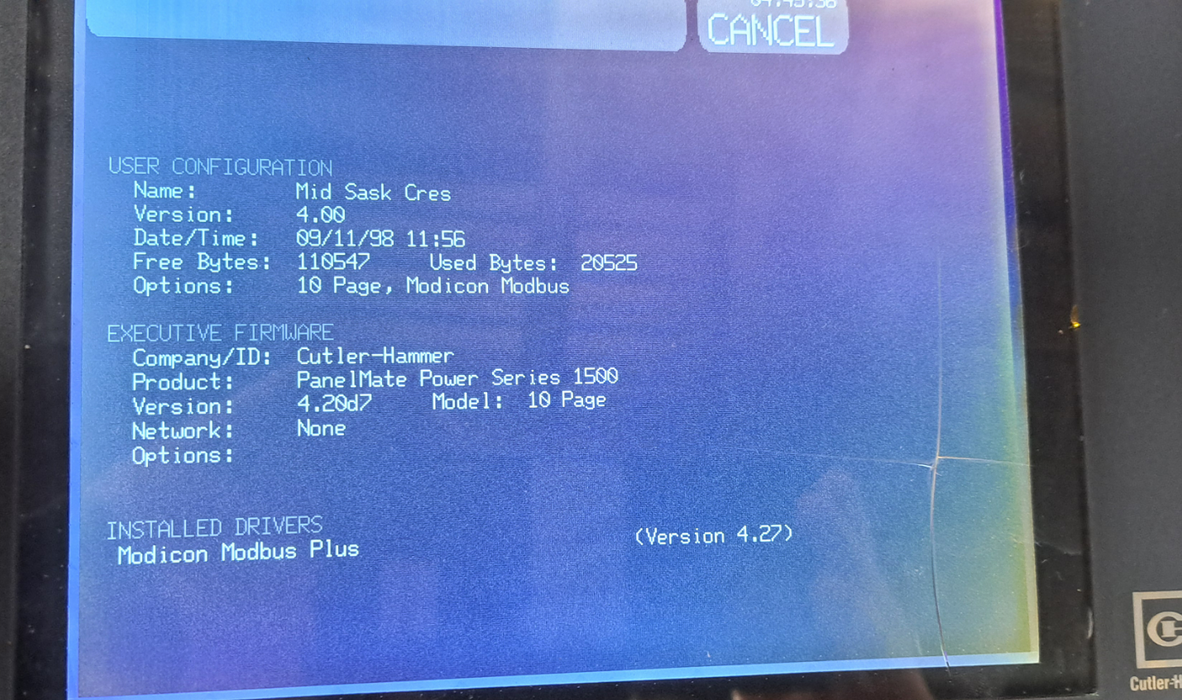 CANCEL
USER CONFIGURATION
Name: Mid Sask Cres
Version: 4.00
Date/Time: 09/11/98 11:56
Free Bytes: 110547 Used Bytes: 20525
Options: 10 Page, Modicon Modbus
EXECUTIVE FIRMWARE
Company/ID: Cutler-Hammer
Product: PanelMate Power Series 1500
Version: 4.20d7 Model: 10 Page
Network: None
Options:
INSTALLED DRIVERS
Modicon Modbus Plus (Version 4.27)